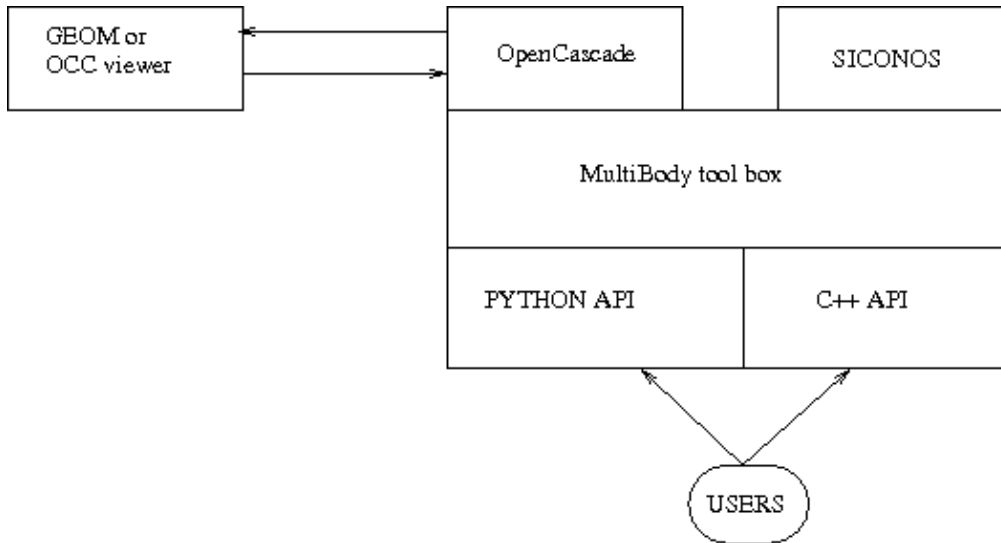 GEOM or
OCC viewer
OpenCascade
SICONOS
MultiBody tool box
PYTHON API
C++ API
USERS